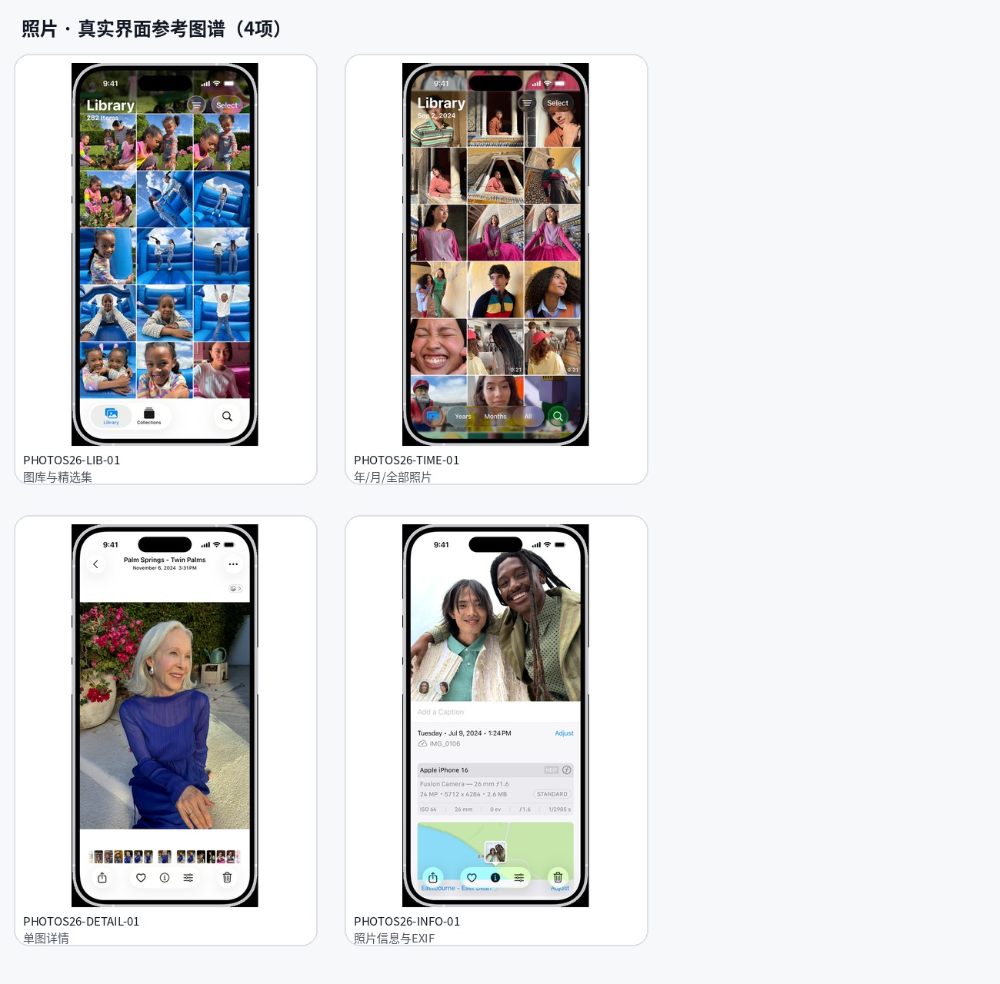 照片 · 真实界面参考图谱（4项）
9:41
Library
282 Items
Select
Library
Collections
PHOTOS26-LIB-01
图库与精选集
9:41
Library
Sep 2, 2024
Select
0:21
0:21
Years
Months
All
PHOTOS26-TIME-01
年/月/全部照片
9:41
Palm Springs - Twin Palms
November 6, 2024 3:31PM
PHOTOS26-DETAIL-01
单图详情
9:41
Add a Caption
Tuesday • Jul 9, 2024 • 1:24PM
Adjust
IMG_0106
Apple iPhone 16
HEIF
Fusion Camera — 26 mm ƒ1.6
24 MP • 5712 × 4284 • 2.6 MB
STANDARD
ISO 64
26 mm
0 ev
ƒ1.6
1/2985 s
Eastbourne - East Dean
Adjust
PHOTOS26-INFO-01
照片信息与EXIF